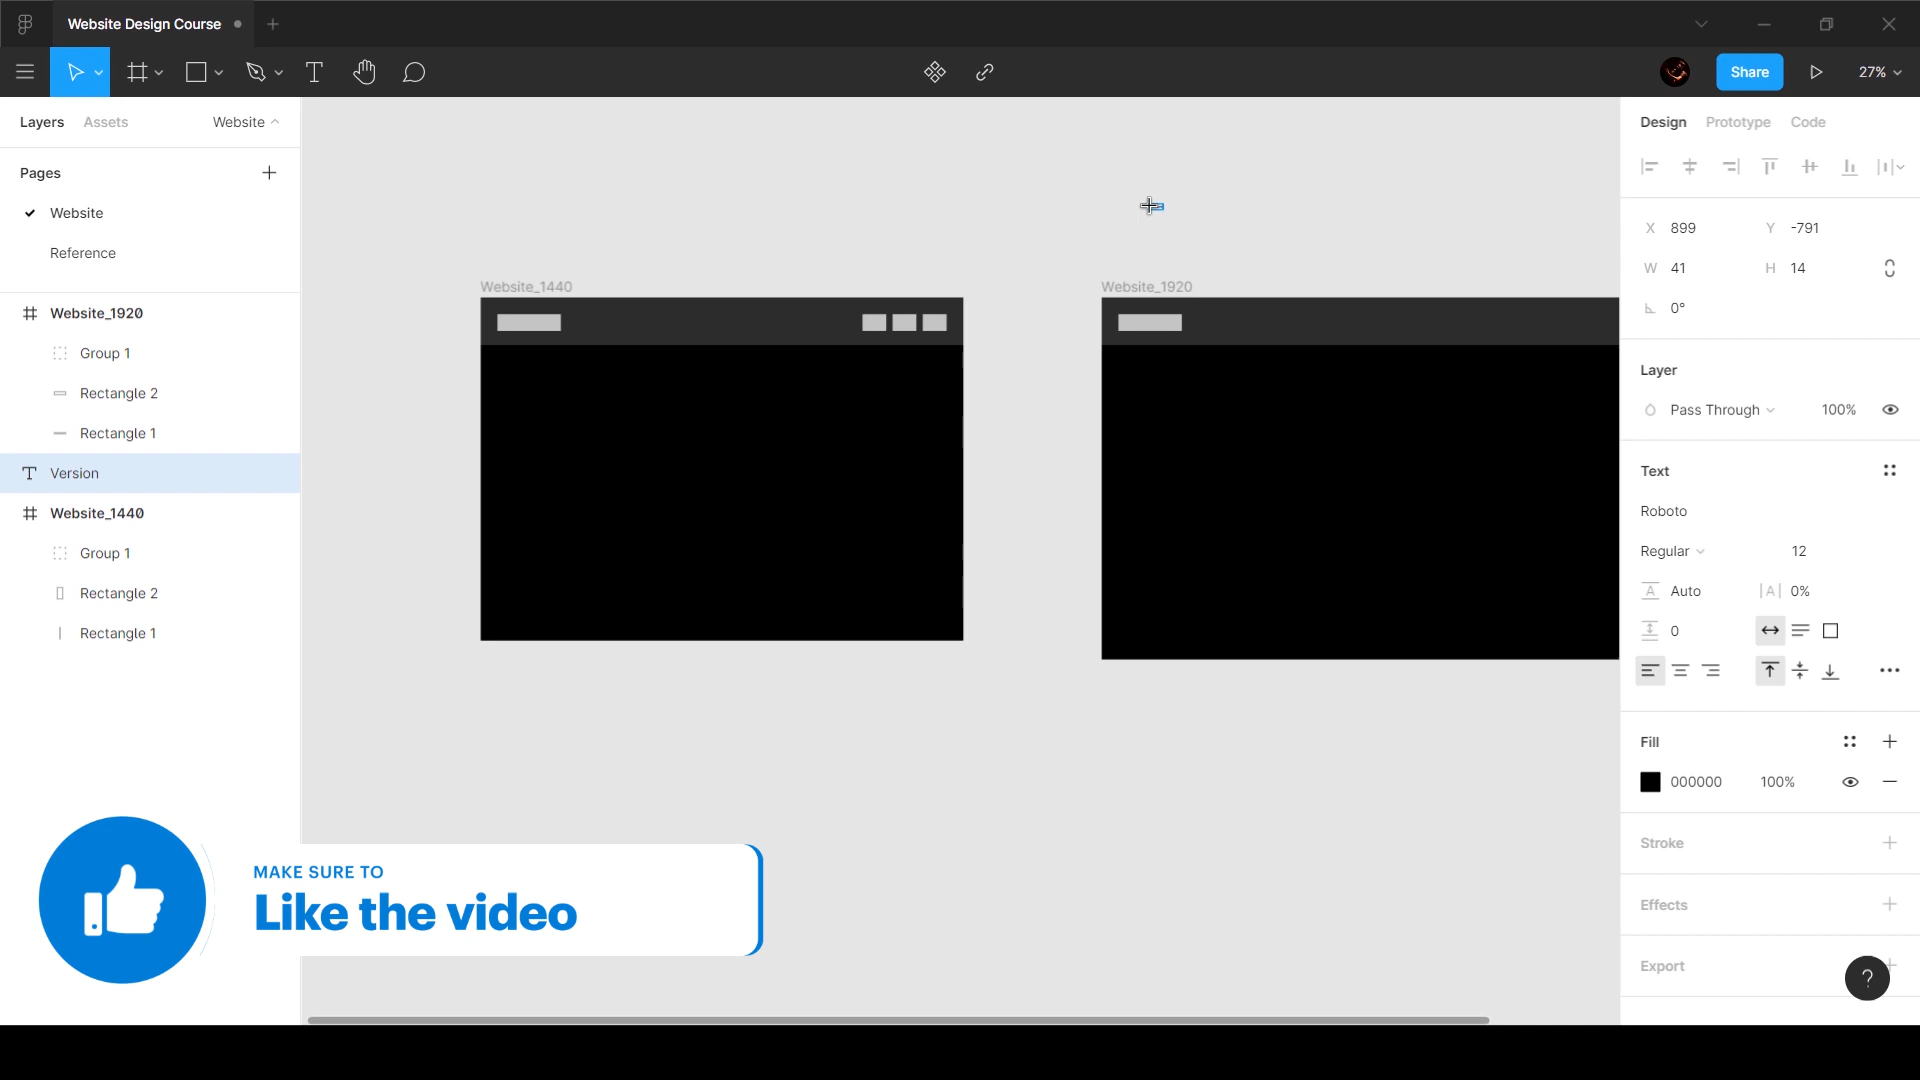 Website Design Course
Share
27%
Layers
Assets
Website
Design
Prototype
Code
Pages
Website
Reference
X 899
Y -791
W 41
H 14
0°
Website_1440
Website_1920
Website_1920
Group 1
Rectangle 2
Rectangle 1
Version
Website_1440
Group 1
Rectangle 2
Rectangle 1
Layer
Pass Through
100%
Text
Roboto
Regular
12
A Auto
|A| 0%
0
Fill
000000
100%
Stroke
Effects
Export
?
MAKE SURE TO
Like the video